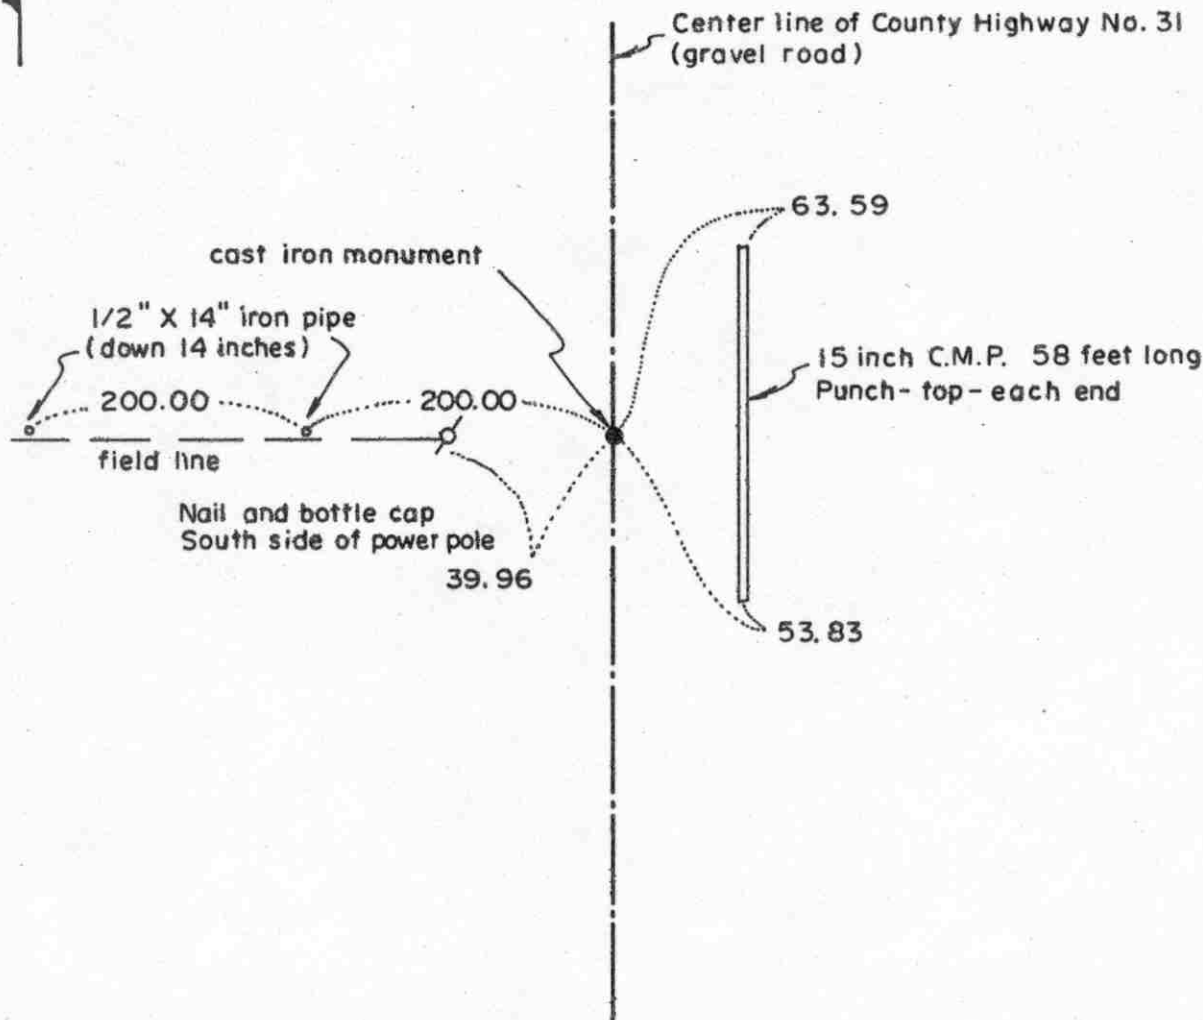 Center line of County Highway No. 31
(gravel road)
63.59
cast iron monument
1/2" X 14" iron pipe
(down 14 inches)
15 inch C.M.P. 58 feet long
Punch-top-each end
200.00
200.00
field line
Nail and bottle cap
South side of power pole
39.96
53.83